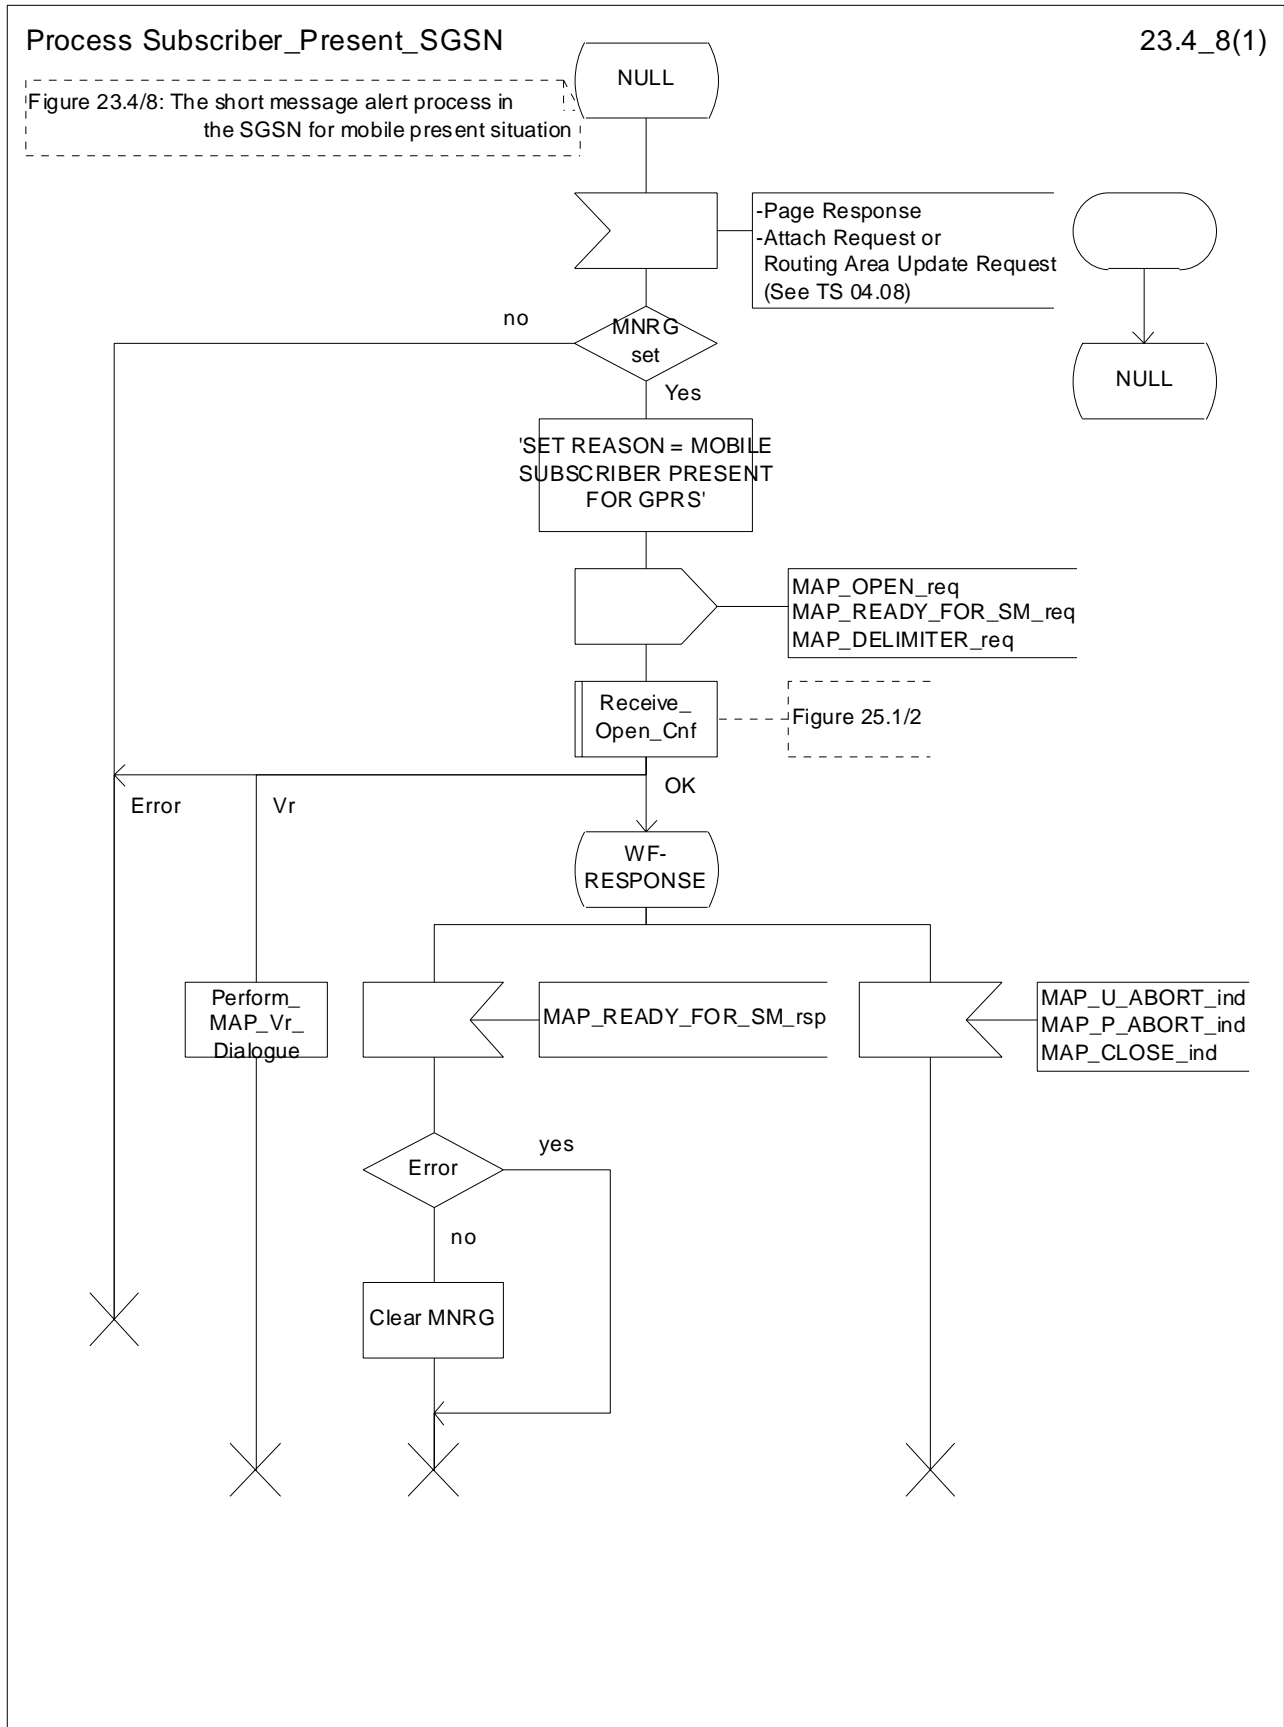 Process Subscriber_Present_SGSN
23.4_8(1)
NULL
Figure 23.4/8: The short message alert process in
the SGSN for mobile present situation
-Page Response
-Attach Request or
Routing Area Update Request
(See TS 04.08)
no
MNRG
set
NULL
Yes
'SET REASON = MOBILE
SUBSCRIBER PRESENT
FOR GPRS'
MAP_OPEN_req
MAP_READY_FOR_SM_req
MAP_DELIMITER_req
Receive_
Open_Cnf
Figure 25.1/2
OK
Error
Vr
WF-
RESPONSE
Perform_
MAP_Vr_
Dialogue
MAP_READY_FOR_SM_rsp
MAP_U_ABORT_ind
MAP_P_ABORT_ind
MAP_CLOSE_ind
Error
yes
no
Clear MNRG